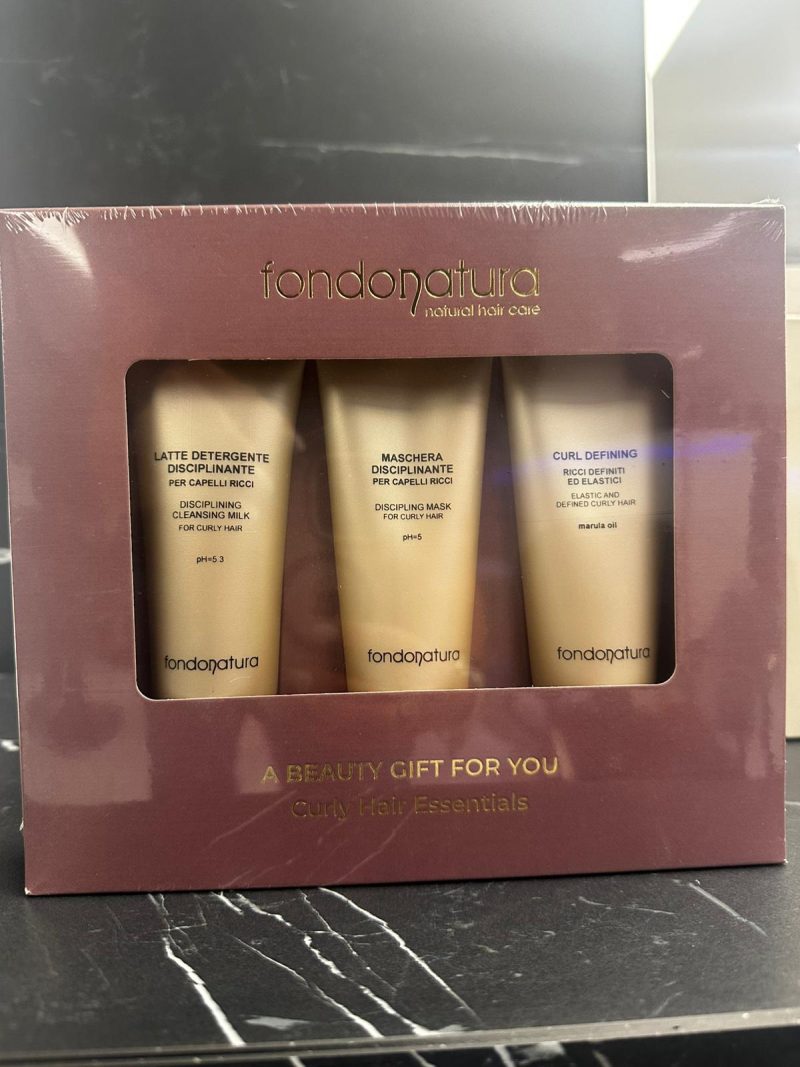 fondonatura
natural hair care
LATTE DETERGENTE
DISCIPLINANTE
PER CAPELLI RICCI
DISCIPLINING
CLEANSING MILK
FOR CURLY HAIR
pH=5.3
fondonatura
MASCHERA
DISCIPLINANTE
PER CAPELLI RICCI
DISCIPLING MASK
FOR CURLY HAIR
pH=5
fondonatura
CURL DEFINING
RICCI DEFINITI
ED ELASTICI
ELASTIC AND
DEFINED CURLY HAIR
marula oil
fondonatura
A BEAUTY GIFT FOR YOU
Curly Hair Essentials